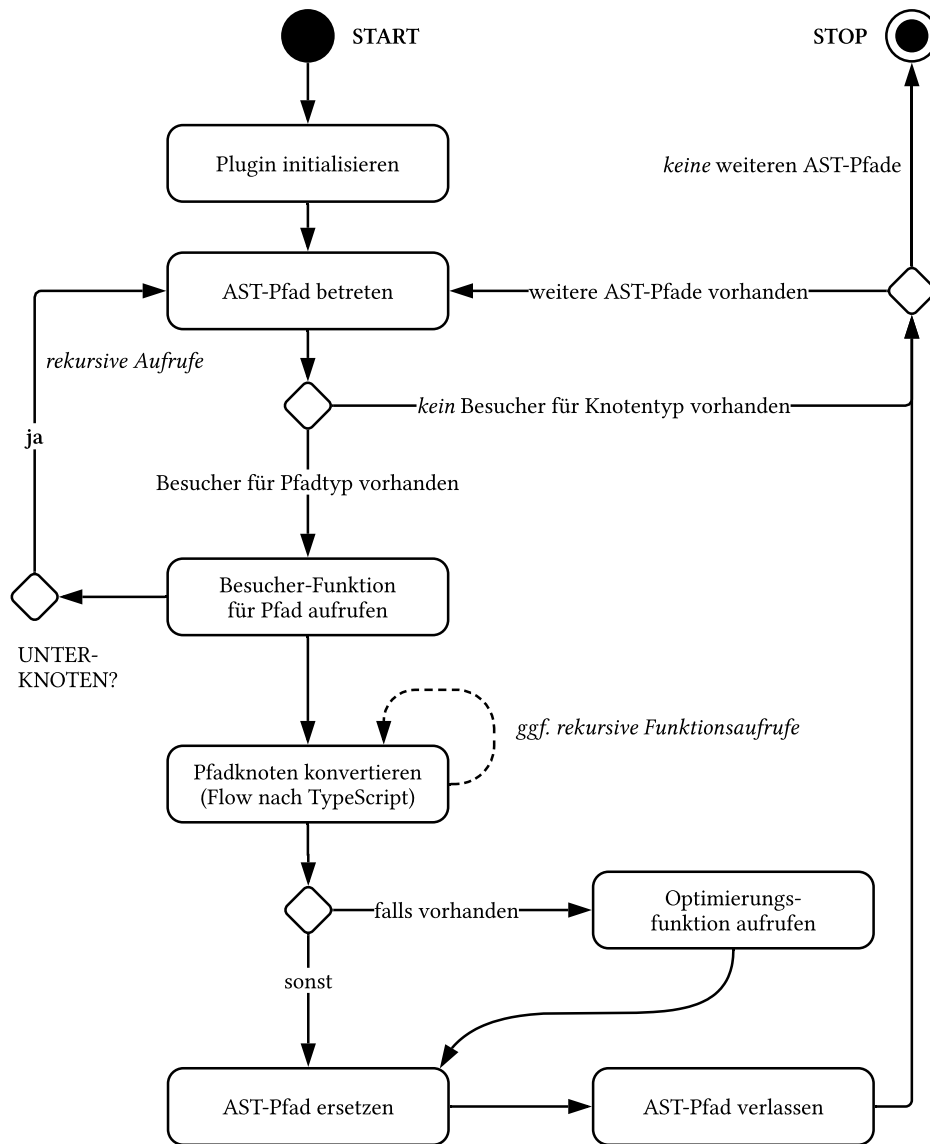 START
STOP
Plugin initialisieren
keine weiteren AST-Pfade
AST-Pfad betreten
weitere AST-Pfade vorhanden
rekursive Aufrufe
kein Besucher für Knotentyp vorhanden
ja
Besucher für Pfadtyp vorhanden
Besucher-Funktion
für Pfad aufrufen
UNTER-
KNOTEN?
ggf. rekursive Funktionsaufrufe
Pfadknoten konvertieren
(Flow nach TypeScript)
falls vorhanden
Optimierungs-
funktion aufrufen
sonst
AST-Pfad ersetzen
AST-Pfad verlassen